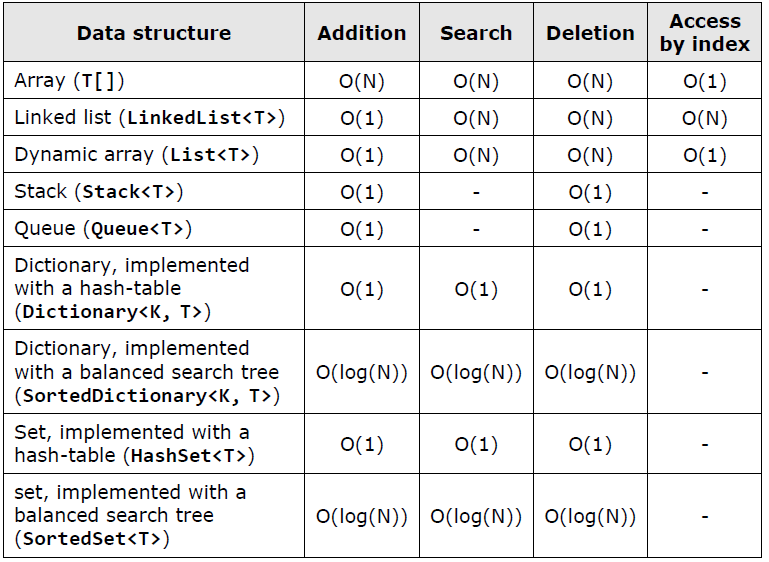 Data structure Addition Search Deletion Access by index
Array (T[]) O(N) O(N) O(N) O(1)
Linked list (LinkedList<T>) O(1) O(N) O(N) O(N)
Dynamic array (List<T>) O(1) O(N) O(N) O(1)
Stack (Stack<T>) O(1) - O(1) -
Queue (Queue<T>) O(1) - O(1) -
Dictionary, implemented
with a hash-table
(Dictionary<K, T>) O(1) O(1) O(1) -
Dictionary, implemented
with a balanced search tree
(SortedDictionary<K, T>) O(log(N)) O(log(N)) O(log(N)) -
Set, implemented with a
hash-table (HashSet<T>) O(1) O(1) O(1) -
set, implemented with a
balanced search tree
(SortedSet<T>) O(log(N)) O(log(N)) O(log(N)) -